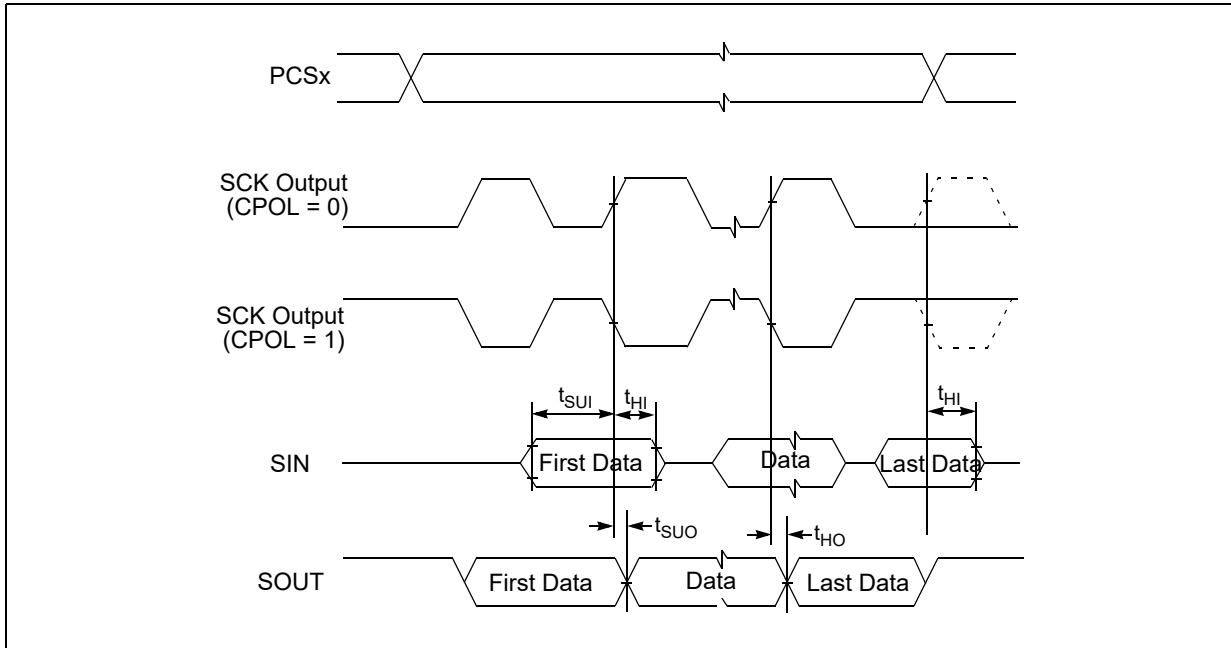 PCSx
SCK Output
(CPOL = 0)
SCK Output
(CPOL = 1)
tSUI
tHI
tHI
SIN
First Data
Data
Last Data
tSUO
tHO
SOUT
First Data
Data
Last Data